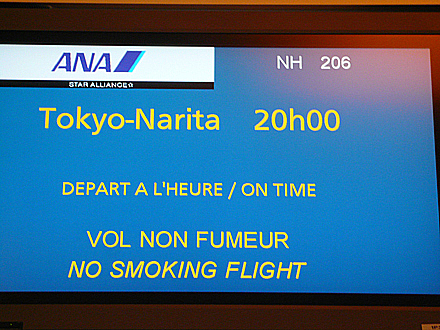 ANA NH 206
STAR ALLIANCE
Tokyo-Narita 20h00
DEPART A L'HEURE / ON TIME
VOL NON FUMEUR
NO SMOKING FLIGHT